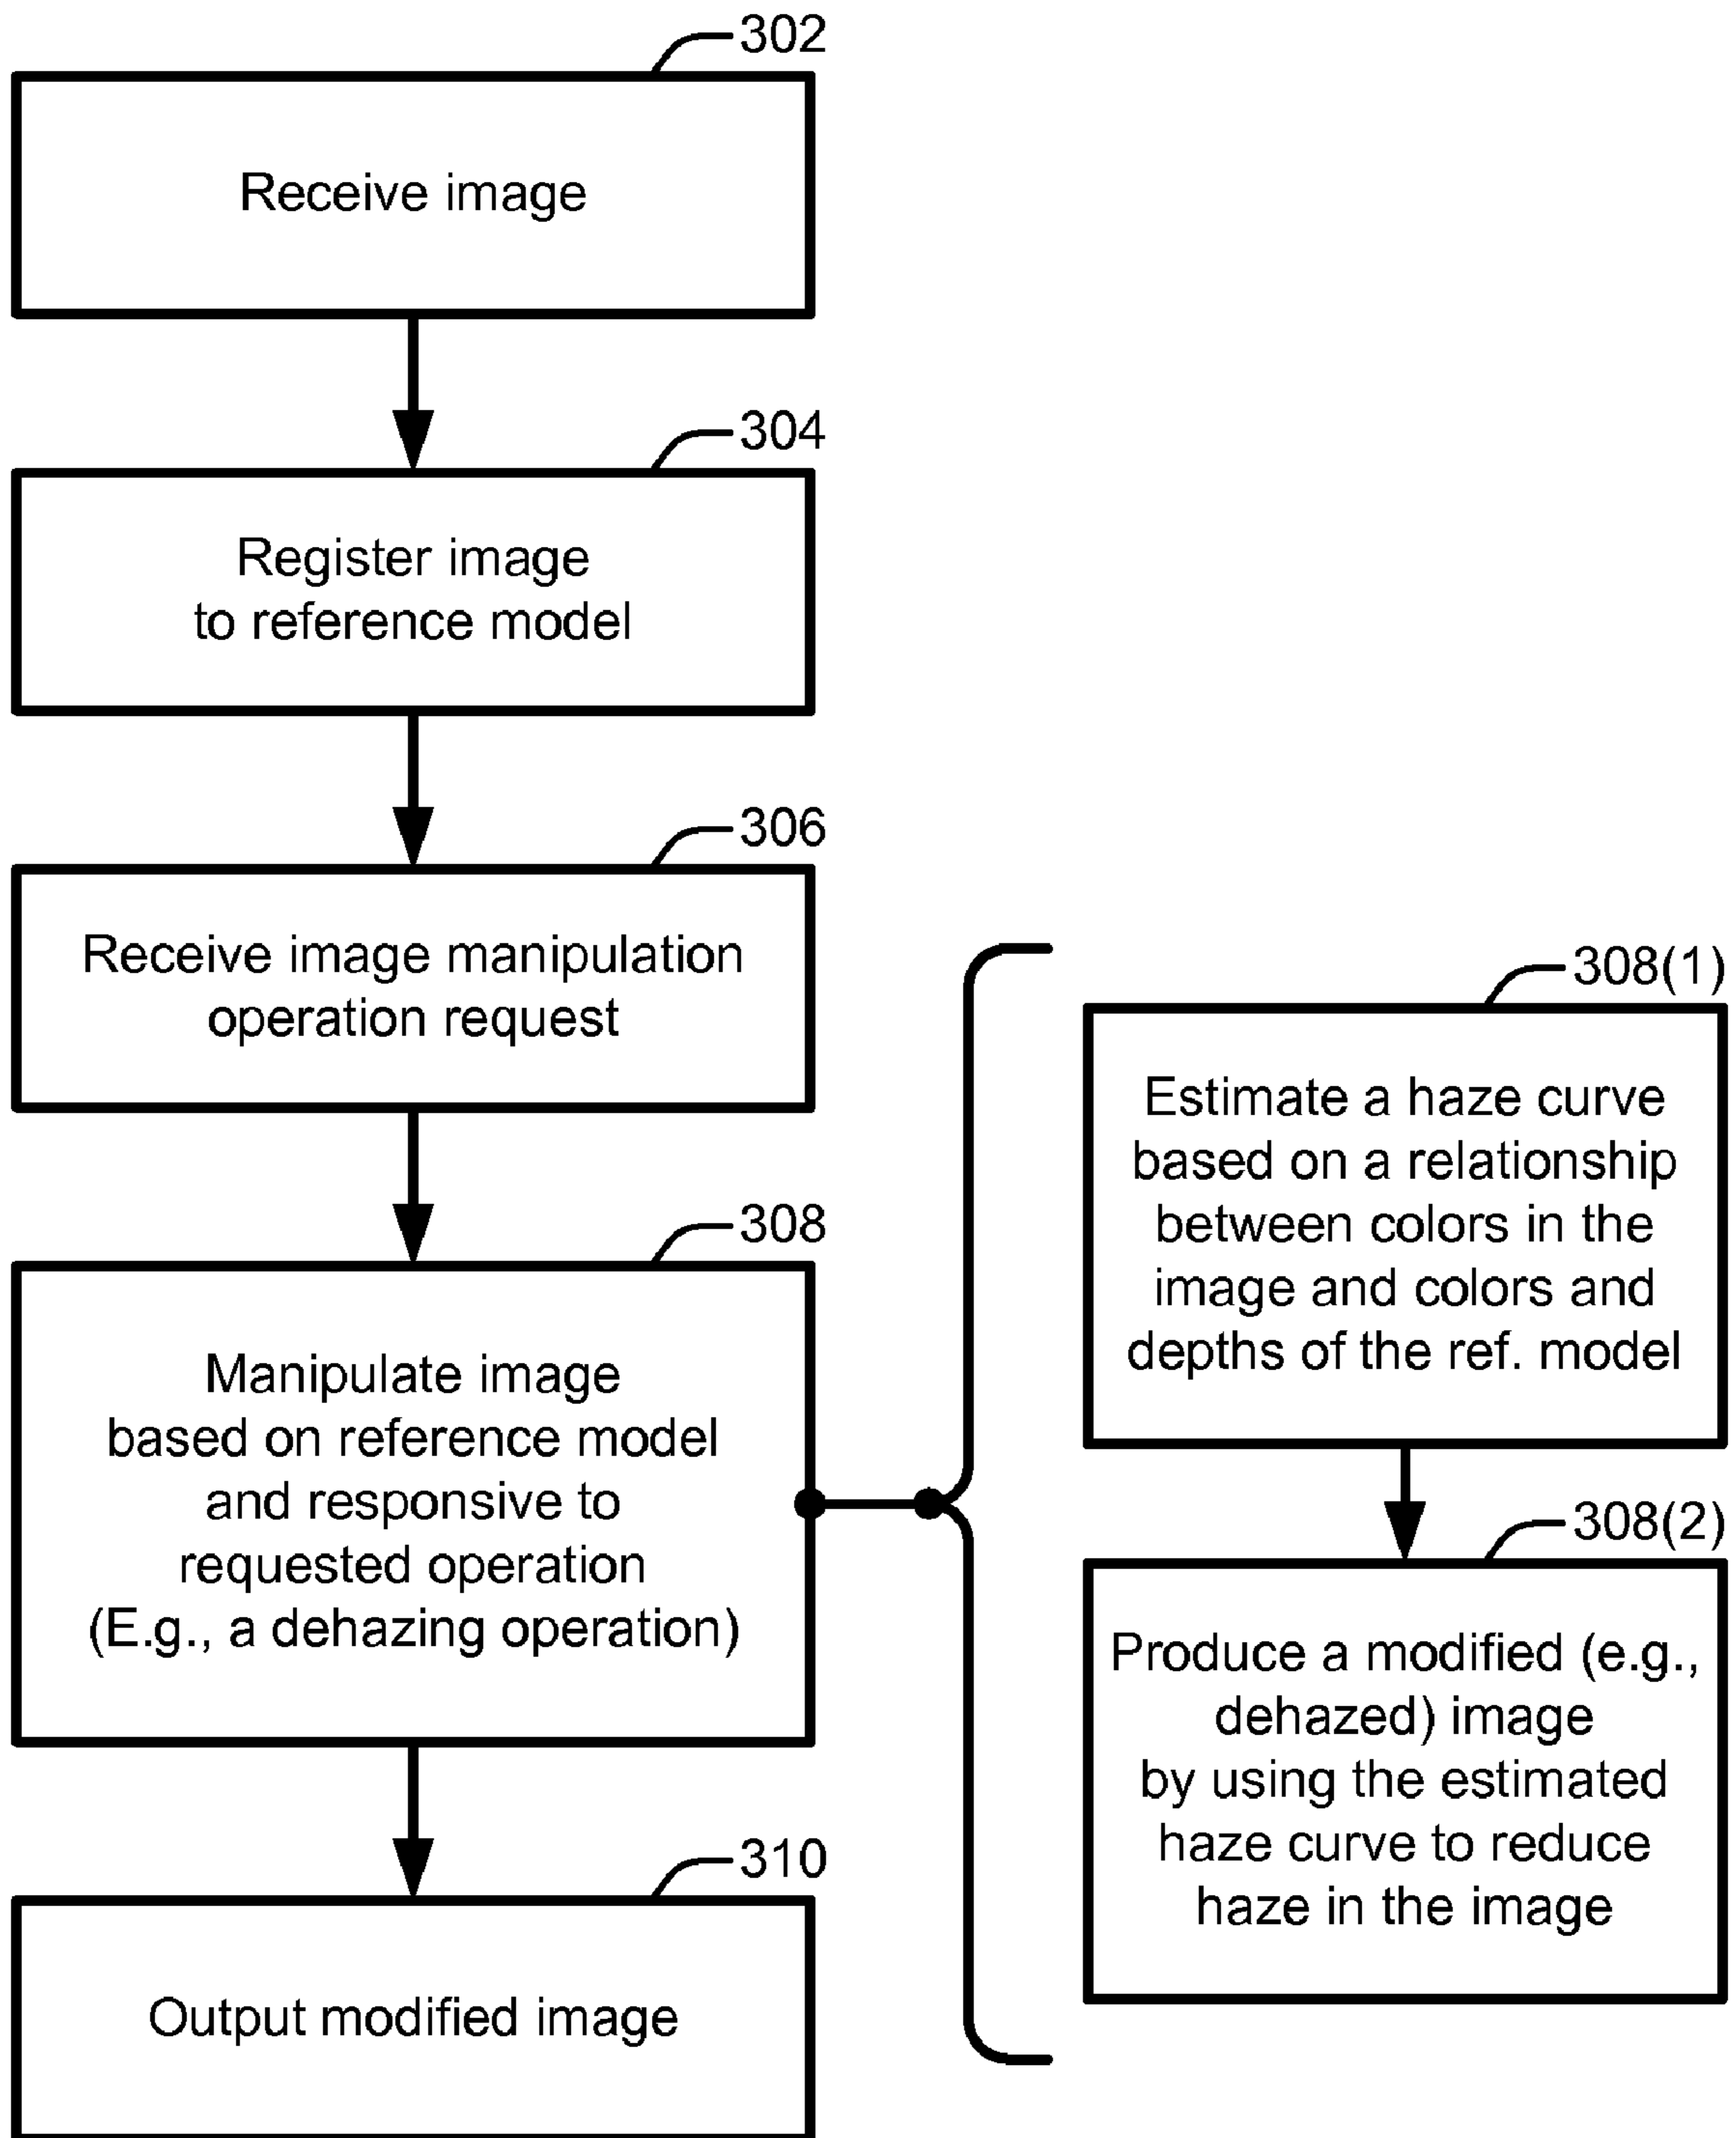 302
Receive image
304
Register image
to reference model
306
Receive image manipulation
operation request
308
Manipulate image
based on reference model
and responsive to
requested operation
(E.g., a dehazing operation)
310
Output modified image
308(1)
Estimate a haze curve
based on a relationship
between colors in the
image and colors and
depths of the ref. model
308(2)
Produce a modified (e.g.,
dehazed) image
by using the estimated
haze curve to reduce
haze in the image